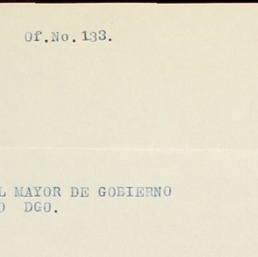 Of.No.133.
L MAYOR DE GOBIERNO
O DGO.